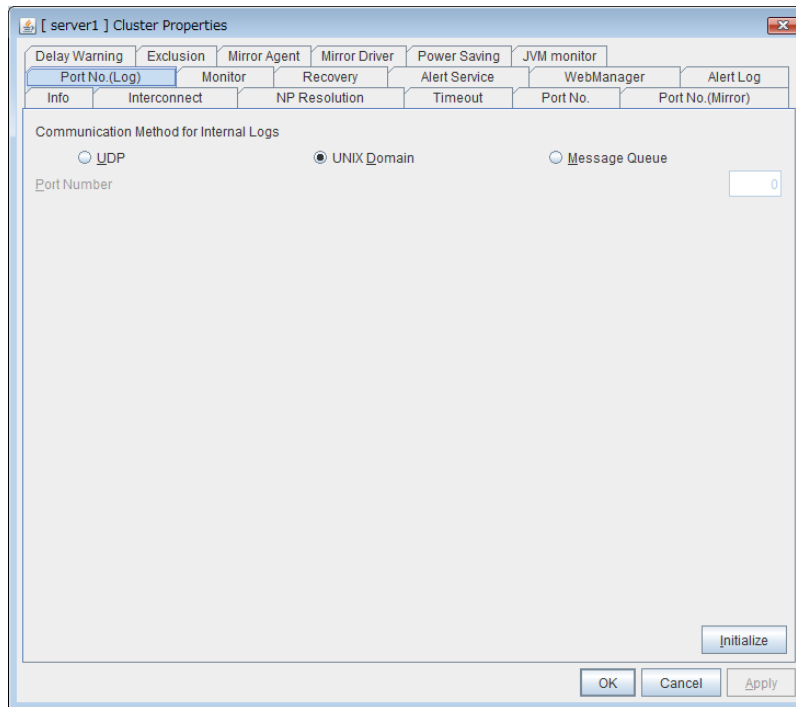 [ server1 ] Cluster Properties
Delay Warning Exclusion Mirror Agent Mirror Driver Power Saving JVM monitor
Port No.(Log) Monitor Recovery Alert Service WebManager Alert Log
Info Interconnect NP Resolution Timeout Port No. Port No.(Mirror)
Communication Method for Internal Logs
UDP UNIX Domain Message Queue
Port Number 0
Initialize
OK Cancel Apply